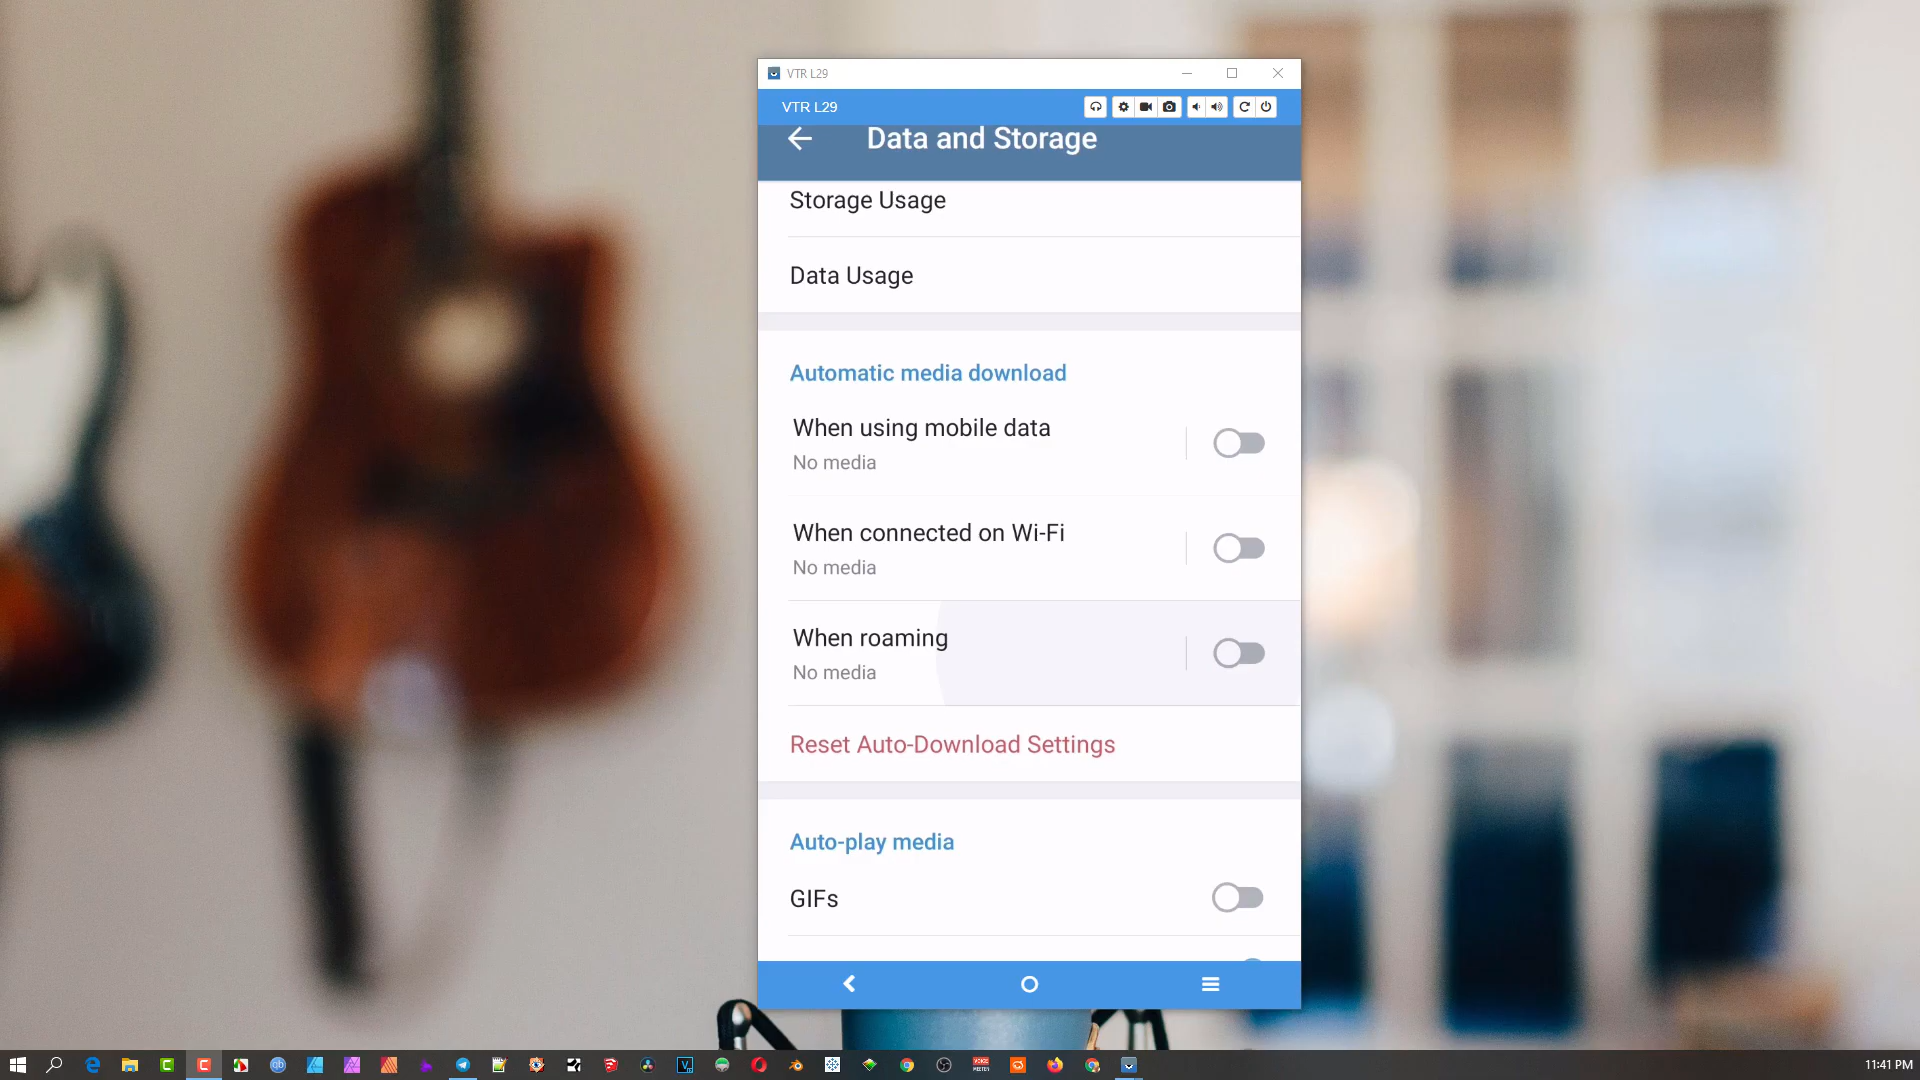 VTR L29
VTR L29
Data and Storage
Storage Usage
Data Usage
Automatic media download
When using mobile data
No media
When connected on Wi-Fi
No media
When roaming
No media
Reset Auto-Download Settings
Auto-play media
GIFs
11:41 PM